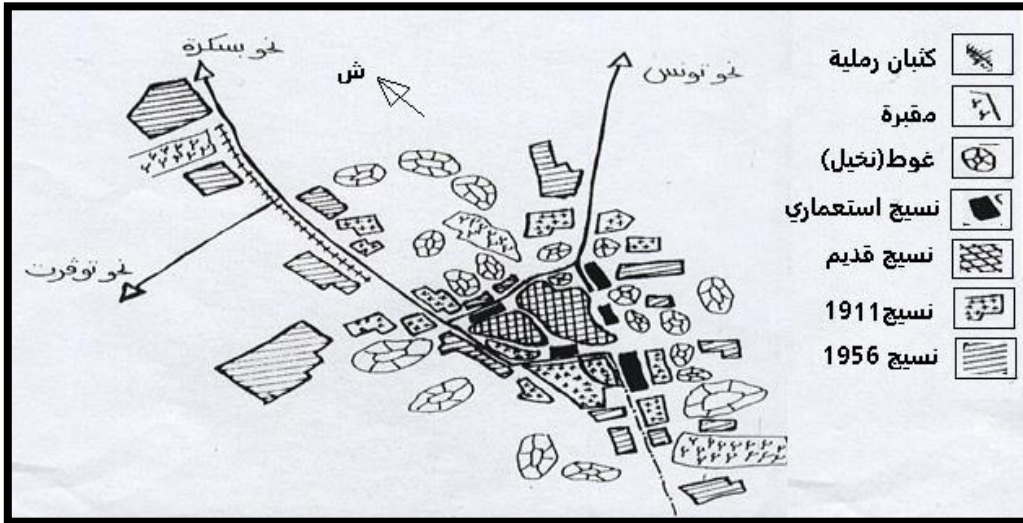 نحو بسكرة
ش
نحو تونس
نحو توقرت
كثبان رملية
مقبرة
غوط(نخيل)
نسيج استعماري
نسيج قديم
نسيج1911
نسيج 1956